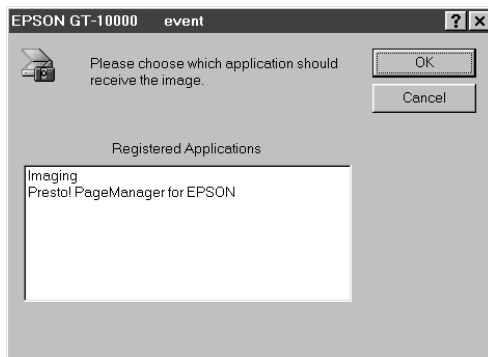 EPSON GT-10000 event
Please choose which application should
receive the image.
OK
Cancel
Registered Applications
Imaging
Presto! PageManager for EPSON